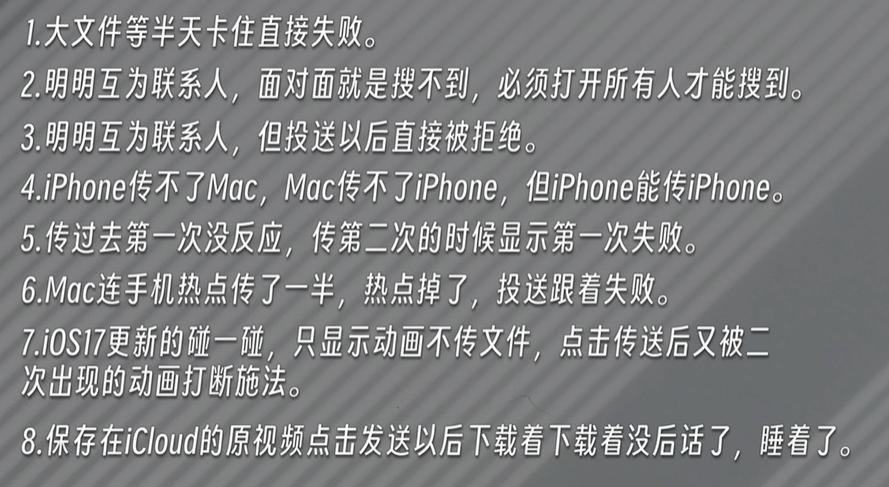 1.大文件等半天卡住直接失败。
2.明明互为联系人，面对面就是搜不到，必须打开所有人才能搜到。
3.明明互为联系人，但投送以后直接被拒绝。
4.iPhone传不了Mac，Mac传不了iPhone，但iPhone能传iPhone。
5.传过去第一次没反应，传第二次的时候显示第一次失败。
6.Mac连手机热点传了一半，热点掉了，投送跟着失败。
7.iOS17更新的碰一碰，只显示动画不传文件，点击传送后又被二
次出现的动画打断施法。
8.保存在iCloud的原视频点击发送以后下载着下载着没后话了，睡着了。